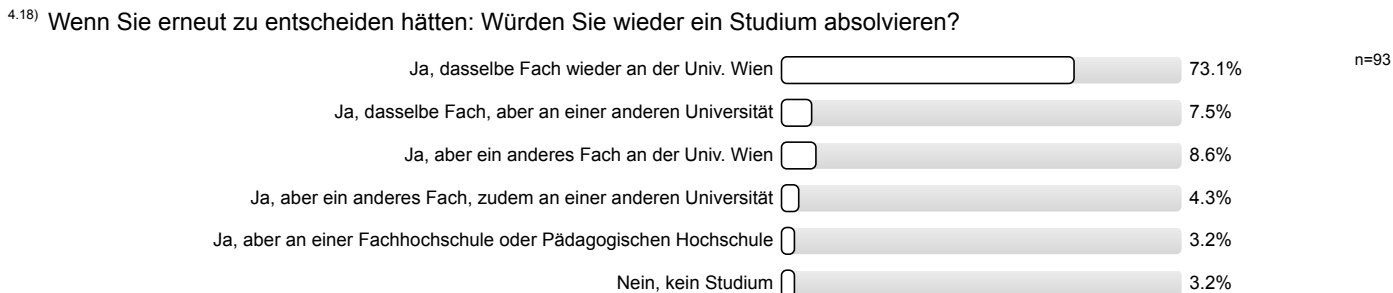 4.18) Wenn Sie erneut zu entscheiden hätten: Würden Sie wieder ein Studium absolvieren?
Ja, dasselbe Fach wieder an der Univ. Wien 73.1% n=93
Ja, dasselbe Fach, aber an einer anderen Universität 7.5%
Ja, aber ein anderes Fach an der Univ. Wien 8.6%
Ja, aber ein anderes Fach, zudem an einer anderen Universität 4.3%
Ja, aber an einer Fachhochschule oder Pädagogischen Hochschule 3.2%
Nein, kein Studium 3.2%